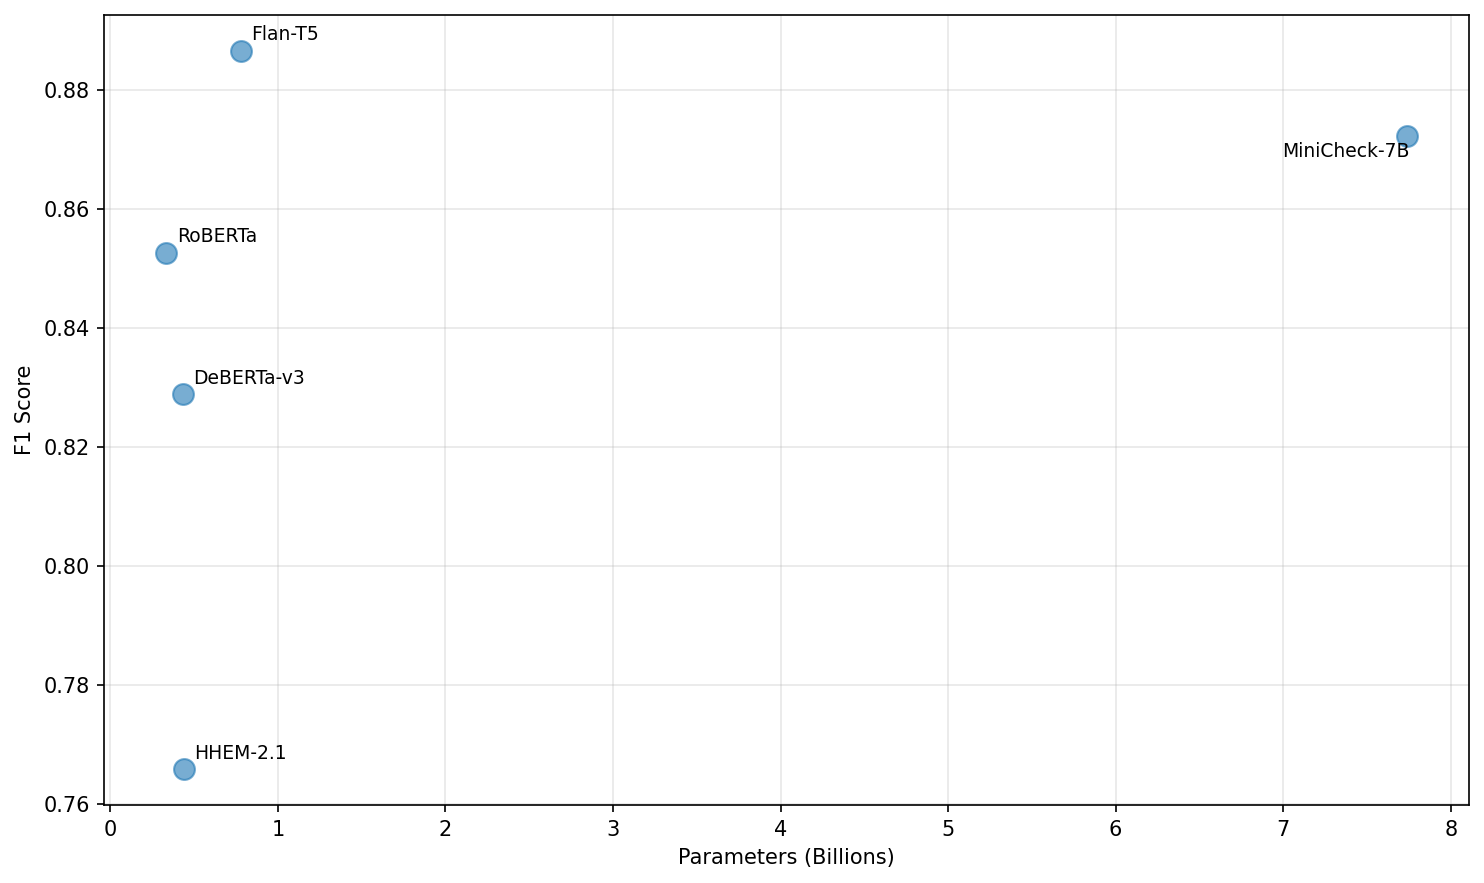 Flan-T5
0.88
MiniCheck-7B
0.86
RoBERTa
0.84
DeBERTa-v3
F1 Score
0.82
0.80
0.78
HHEM-2.1
0.76
0 1 2 3 4 5 6 7 8
Parameters (Billions)